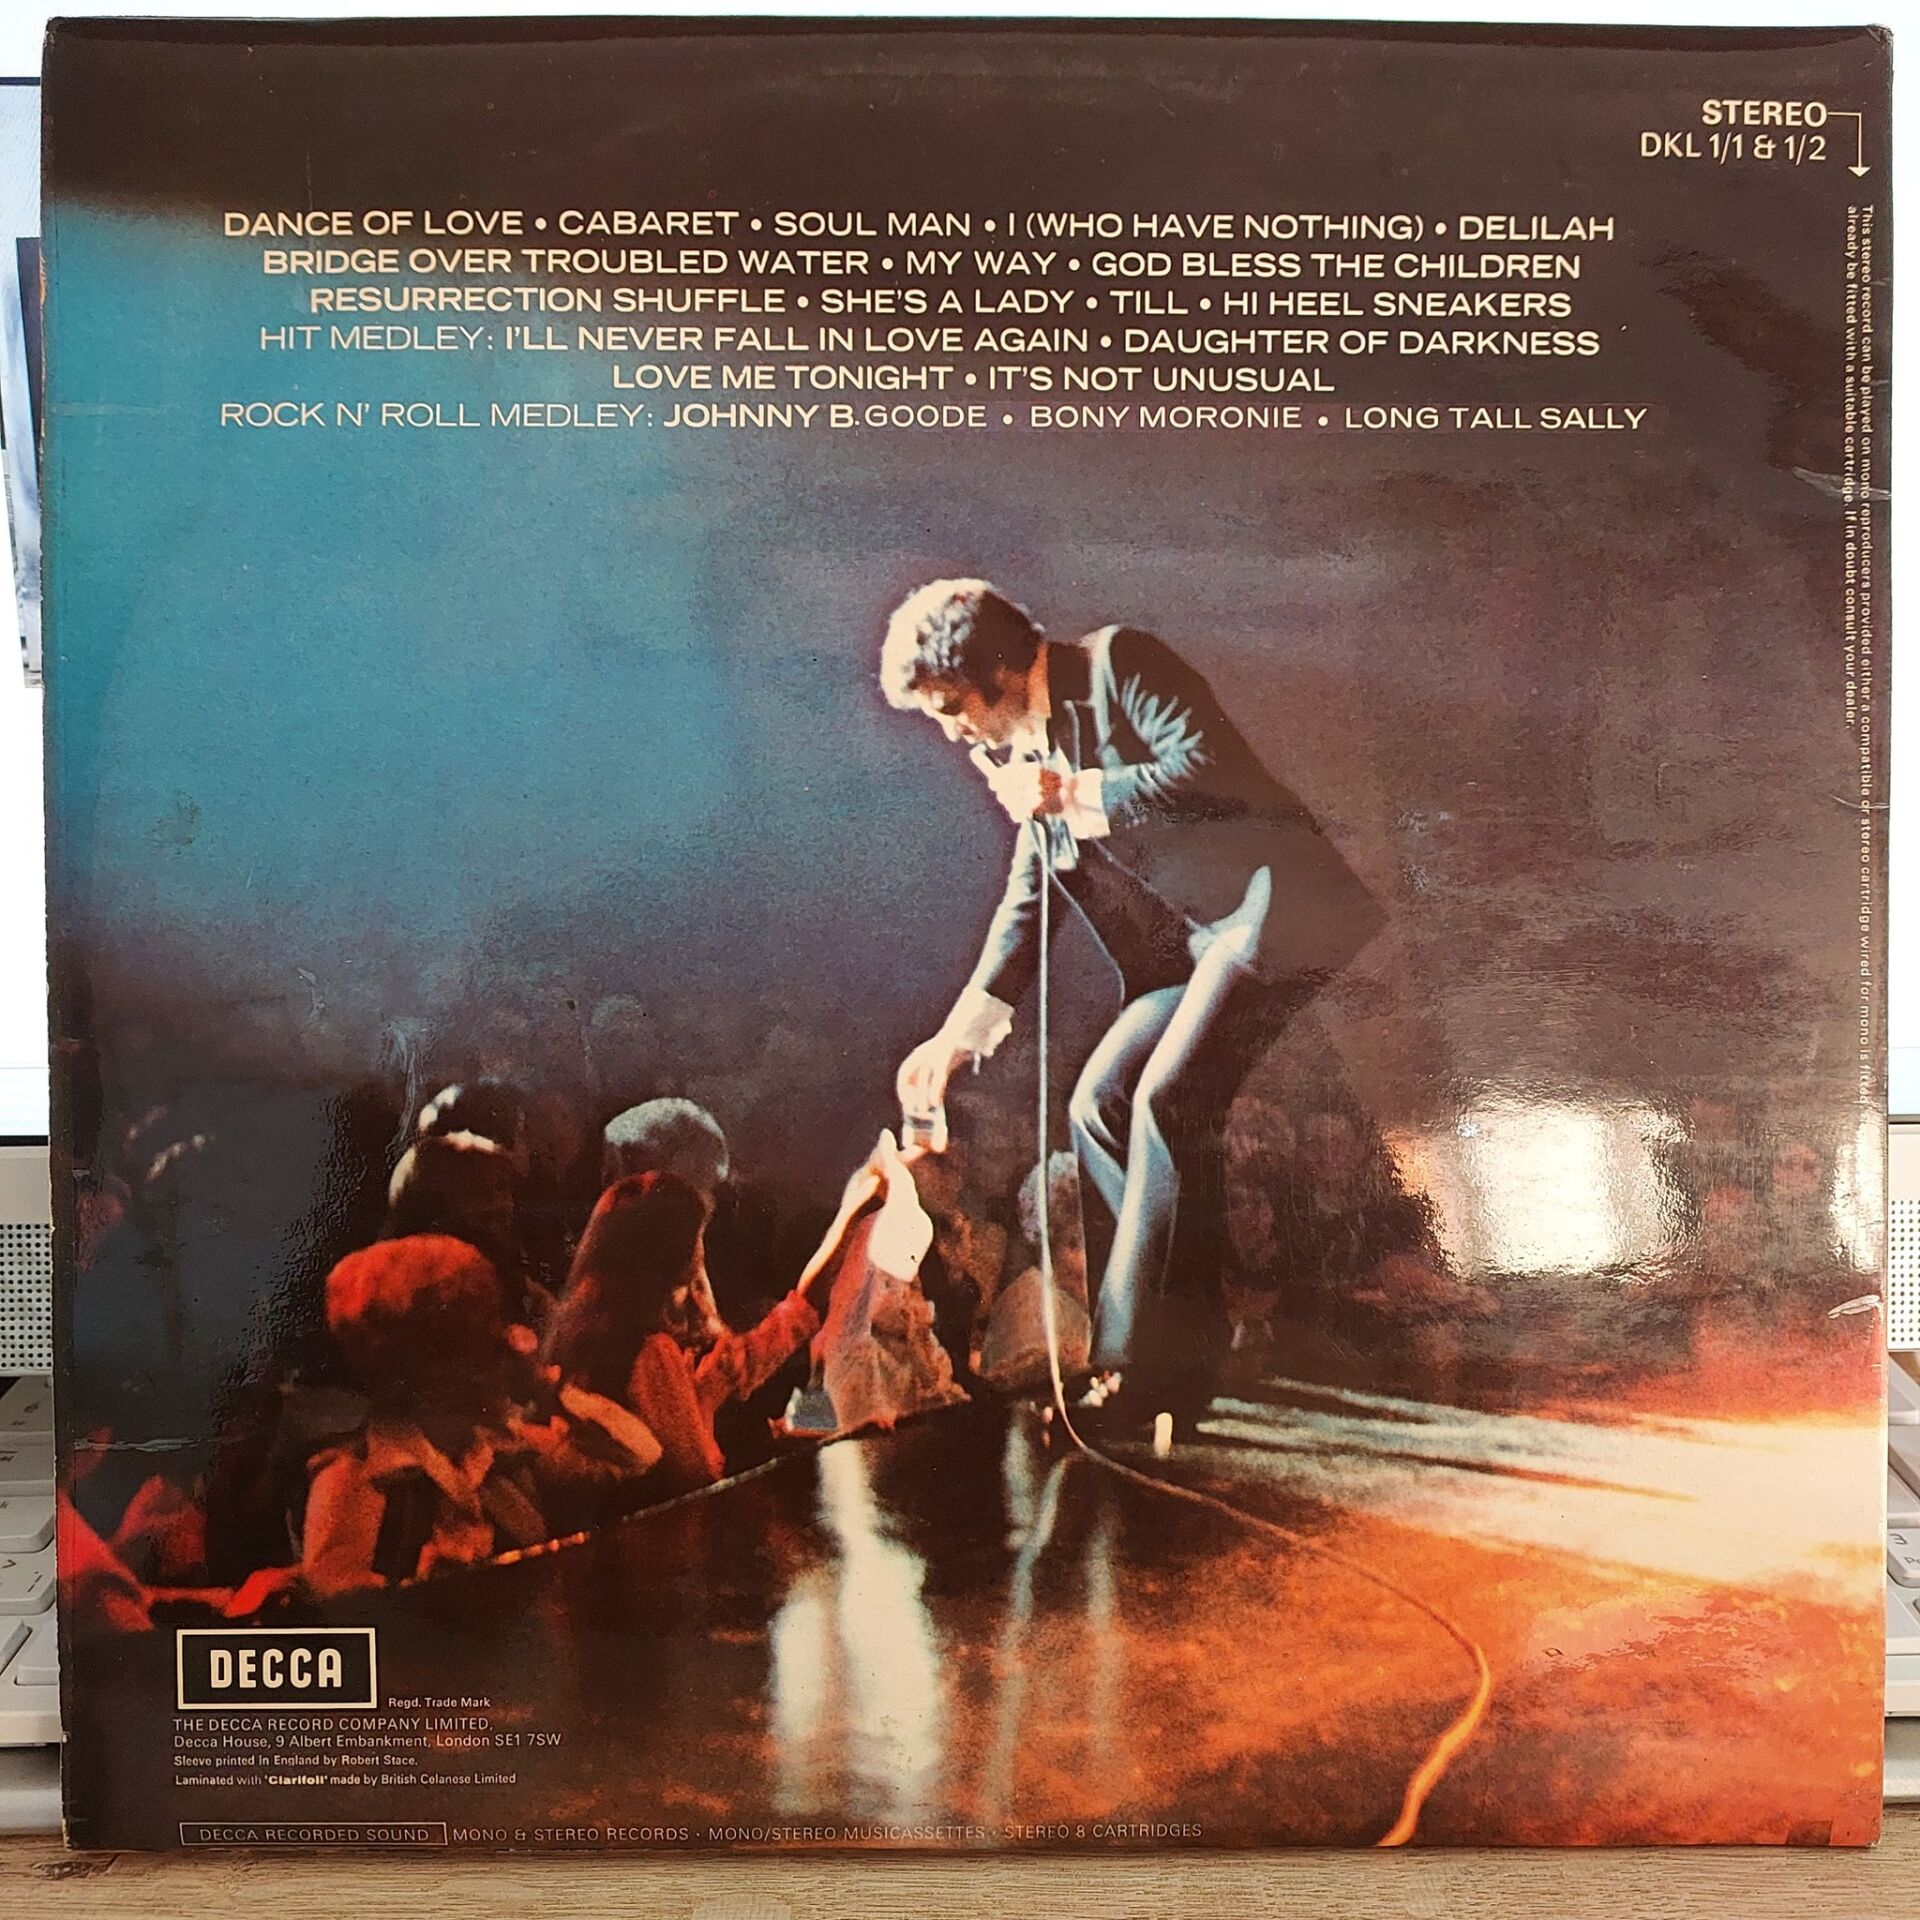 STEREO
DKL 1/1 & 1/2
DANCE OF LOVE • CABARET • SOUL MAN • I (WHO HAVE NOTHING) • DELILAH
BRIDGE OVER TROUBLED WATER • MY WAY • GOD BLESS THE CHILDREN
RESURRECTION SHUFFLE • SHE'S A LADY • TILL • HI HEEL SNEAKERS
HIT MEDLEY: I'LL NEVER FALL IN LOVE AGAIN • DAUGHTER OF DARKNESS
LOVE ME TONIGHT • IT'S NOT UNUSUAL
ROCK N' ROLL MEDLEY: JOHNNY B. GOODE • BONY MORONIE • LONG TALL SALLY
This stereo record can be played on mono reproducers provided either a compatible or stereo cartridge wired for mono is fitted
already be fitted with a suitable cartridge. If in doubt consult your dealer.
DECCA
Regd. Trade Mark
THE DECCA RECORD COMPANY LIMITED,
Decca House, 9 Albert Embankment, London SE1 7SW
Sleeve printed in England by Robert Stace.
Laminated with 'Clarifoil' made by British Celanese Limited
DECCA RECORDED SOUND MONO & STEREO RECORDS · MONO/STEREO MUSICASSETTES · STEREO 8 CARTRIDGES